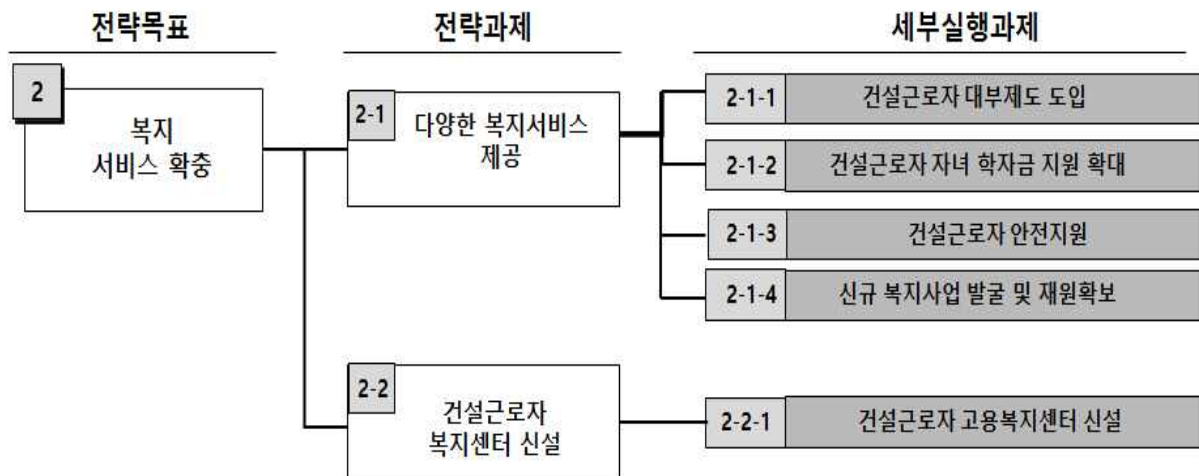 전략목표
전략과제
세부실행과제
2
복지
서비스 확충
2-1
다양한 복지서비스
제공
2-1-1
건설근로자 대부제도 도입
2-1-2
건설근로자 자녀 학자금 지원 확대
2-1-3
건설근로자 안전지원
2-1-4
신규 복지사업 발굴 및 재원확보
2-2
건설근로자
복지센터 신설
2-2-1
건설근로자 고용복지센터 신설